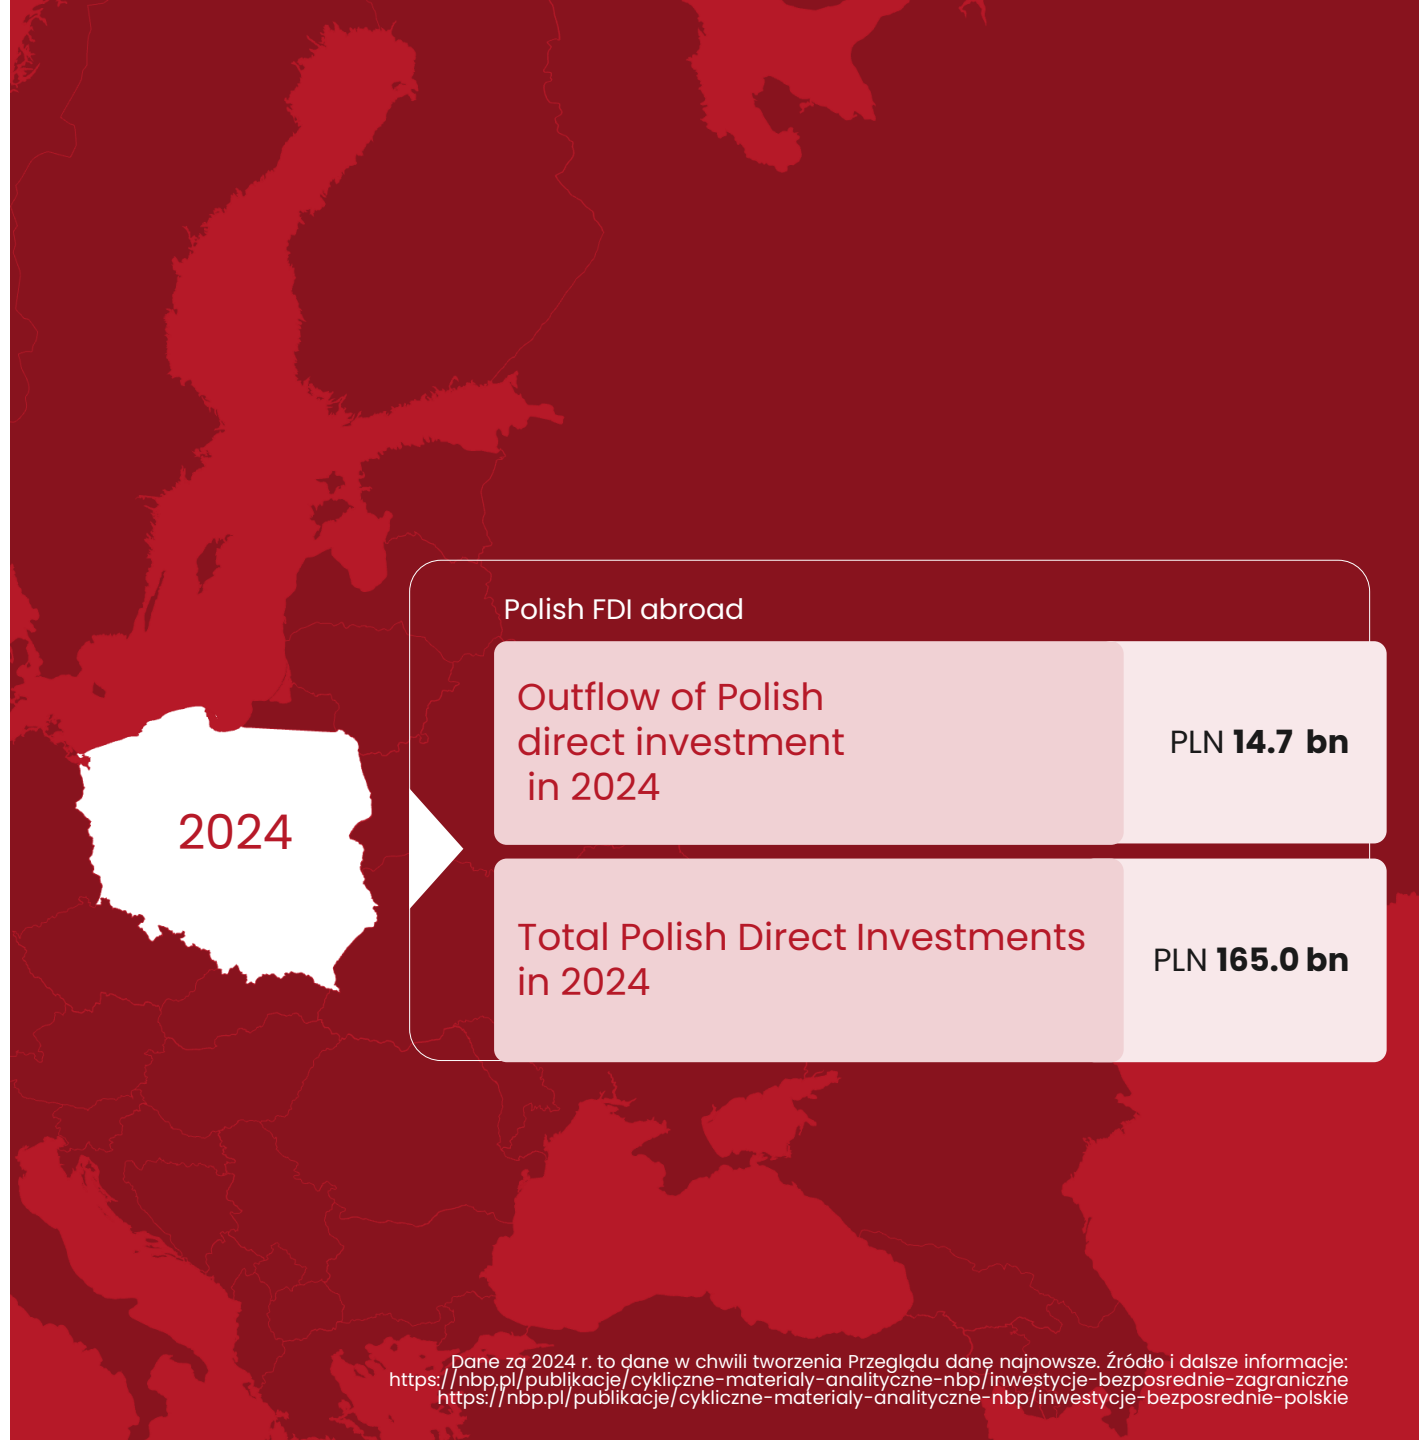 Polish FDI abroad
Outflow of Polish
direct investment
in 2024
PLN 14.7 bn
2024
Total Polish Direct Investments
in 2024
PLN 165.0 bn
Dane za 2024 r. to dane w chwili tworzenia Przeglądu dane najnowsze. Źródło i dalsze informacje:
https://nbp.pl/publikacje/cykliczne-materialy-analityczne-nbp/inwestycje-bezposrednie-zagraniczne
https://nbp.pl/publikacje/cykliczne-materialy-analityczne-nbp/inwestycje-bezposrednie-polskie